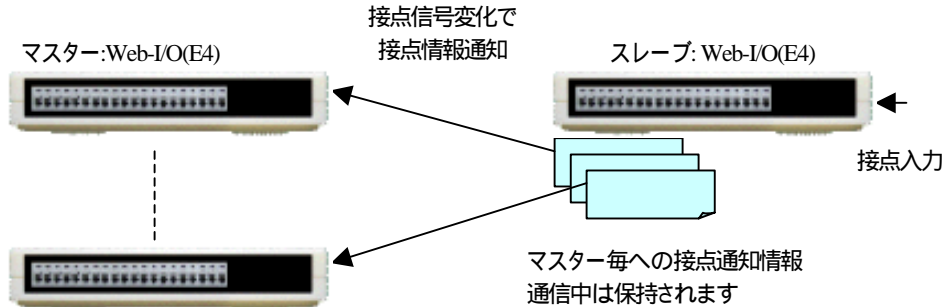 接点信号変化で
接点情報通知
マスター:Web-I/O(E4)
スレーブ: Web-I/O(E4)
接点入力
マスター毎への接点通知情報
通信中は保持されます